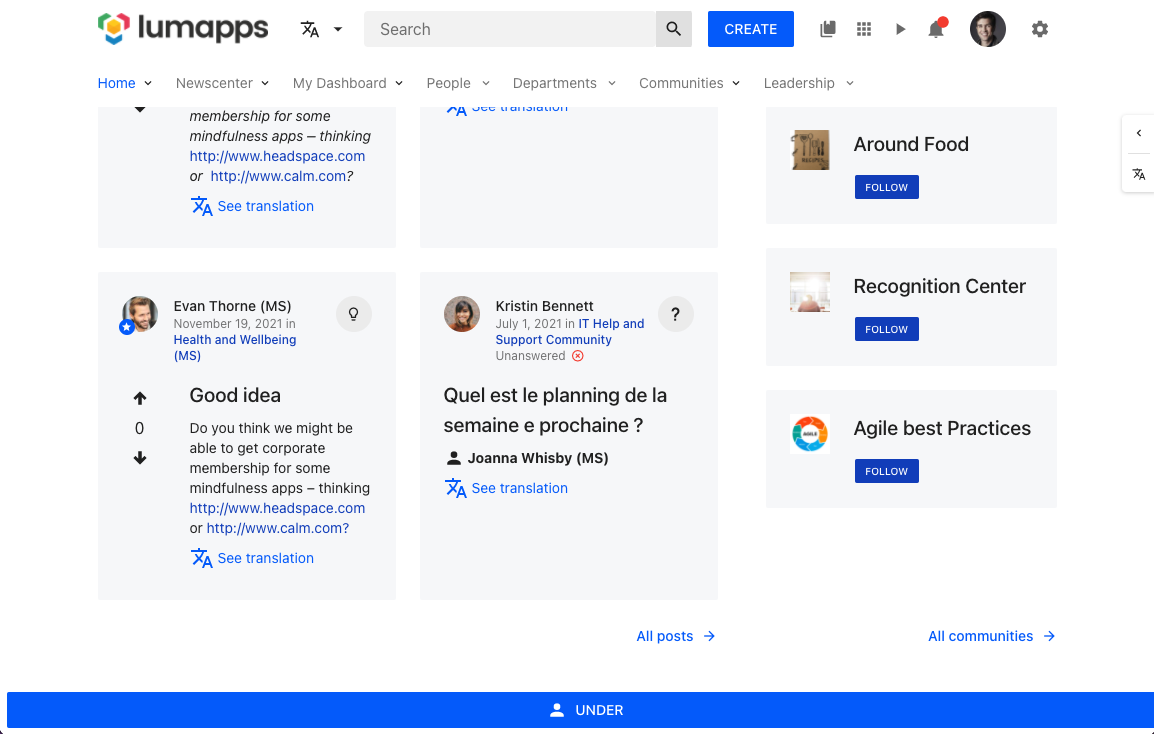 lumapps
Search
CREATE
Home
Newscenter
My Dashboard
People
Departments
Communities
Leadership
membership for some
mindfulness apps – thinking
http://www.headspace.com
or http://www.calm.com?
See translation
See translation
Around Food
FOLLOW
Recognition Center
FOLLOW
Agile best Practices
FOLLOW
Evan Thorne (MS)
November 19, 2021 in
Health and Wellbeing
(MS)
Good idea
0
Do you think we might be
able to get corporate
membership for some
mindfulness apps – thinking
http://www.headspace.com
or http://www.calm.com?
See translation
Kristin Bennett
July 1, 2021 in IT Help and
Support Community
Unanswered
?
Quel est le planning de la
semaine e prochaine ?
Joanna Whisby (MS)
See translation
All posts
All communities
UNDER
RECIPES
AGILE